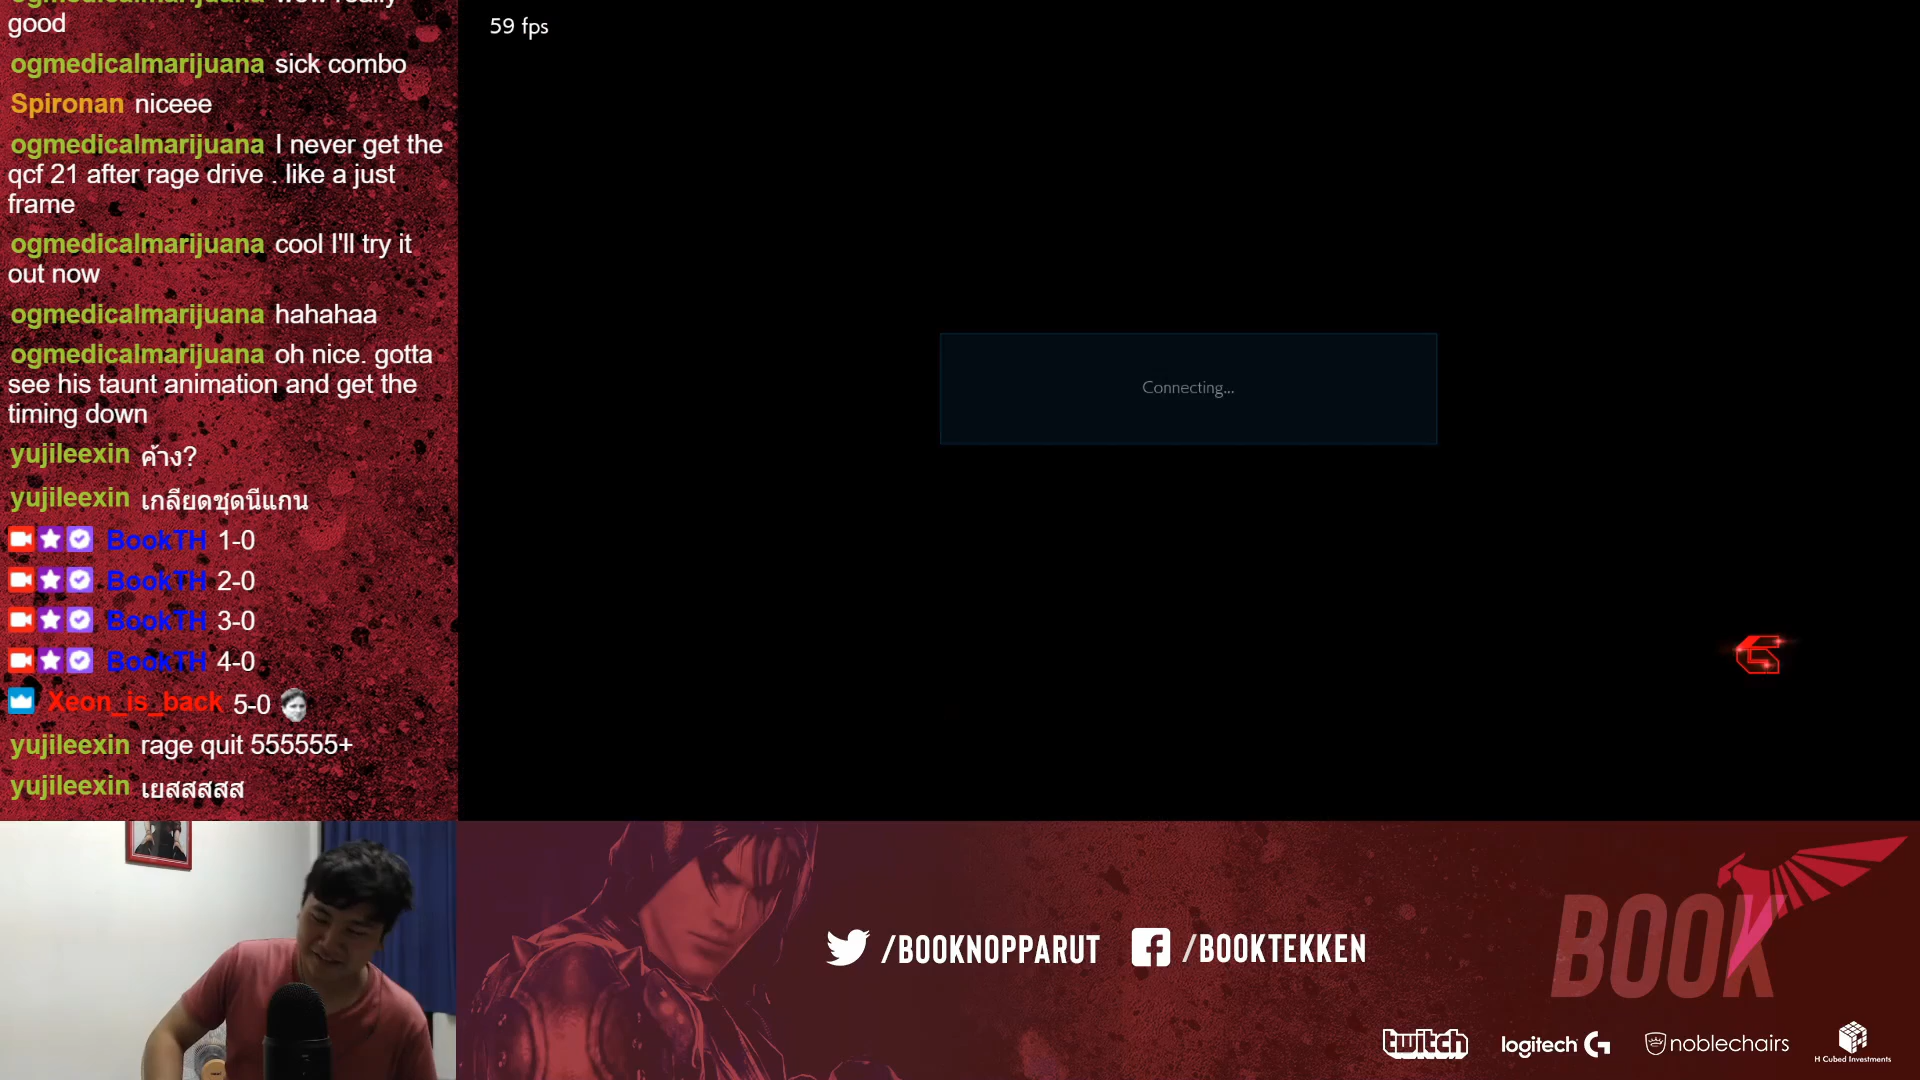 good
ogmedicalmarijuana sick combo
Spironan niceee
ogmedicalmarijuana I never get the
qcf 21 after rage drive . like a just
frame
ogmedicalmarijuana cool I'll try it
out now
ogmedicalmarijuana hahahaa
ogmedicalmarijuana oh nice. gotta
see his taunt animation and get the
timing down
yujileexin ค้าง?
yujileexin เกลียดชุดนีแกน
BookTH 1-0
BookTH 2-0
BookTH 3-0
BookTH 4-0
Xeon_is_back 5-0
yujileexin rage quit 555555+
yujileexin เยสสสสส
59 fps
Connecting...
/BOOKNOPPARUT
/BOOKTEKKEN
BOOK
twitch
logitech G
noblechairs
H Cubed Investments